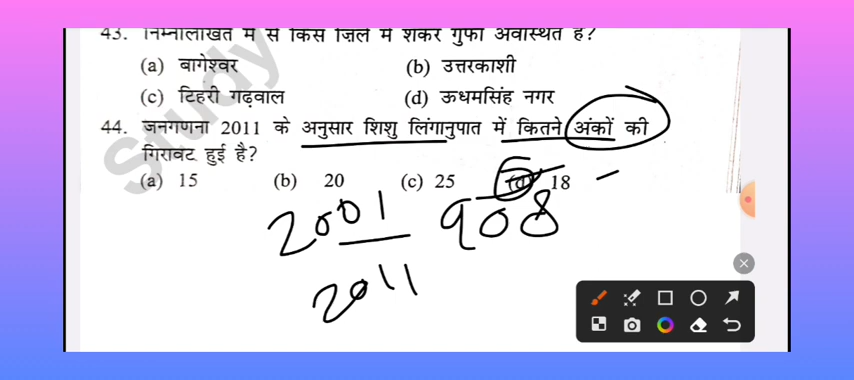 43. निम्नलिखित में से किस ज़िले में शंकर गुफा अवस्थित है?
(a) बागेश्वर (b) उत्तरकाशी
(c) टिहरी गढ़वाल (d) ऊधमसिंह नगर
44. जनगणना 2011 के अनुसार शिशु लिंगानुपात में कितने अंकों की
गिरावट हुई है?
(a) 15 (b) 20 (c) 25 (d) 18
2001 908
2011
Study